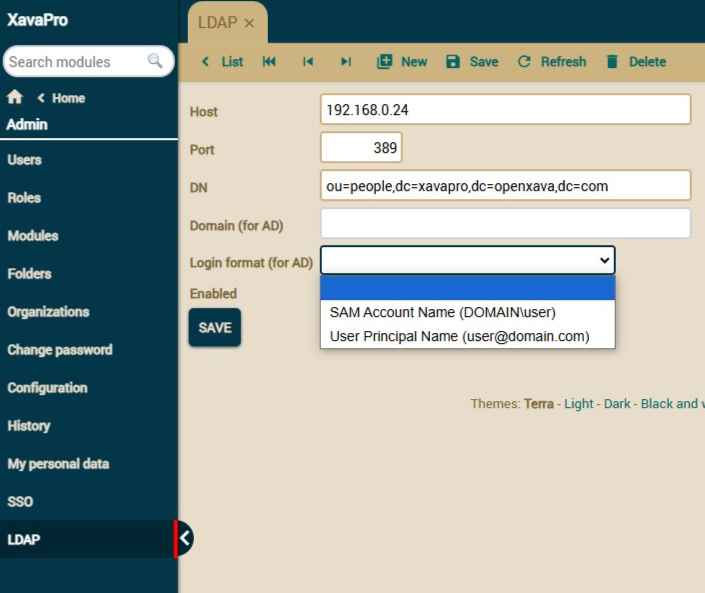 XavaPro
Search modules
Home
Admin
Users
Roles
Modules
Folders
Organizations
Change password
Configuration
History
My personal data
SSO
LDAP
LDAP ×
List New Save Refresh Delete
Host 192.168.0.24
Port 389
DN ou=people,dc=xavapro,dc=openxava,dc=com
Domain (for AD)
Login format (for AD)
SAM Account Name (DOMAIN\user)
User Principal Name (user@domain.com)
Enabled
SAVE
Themes: Terra - Light - Dark - Black and